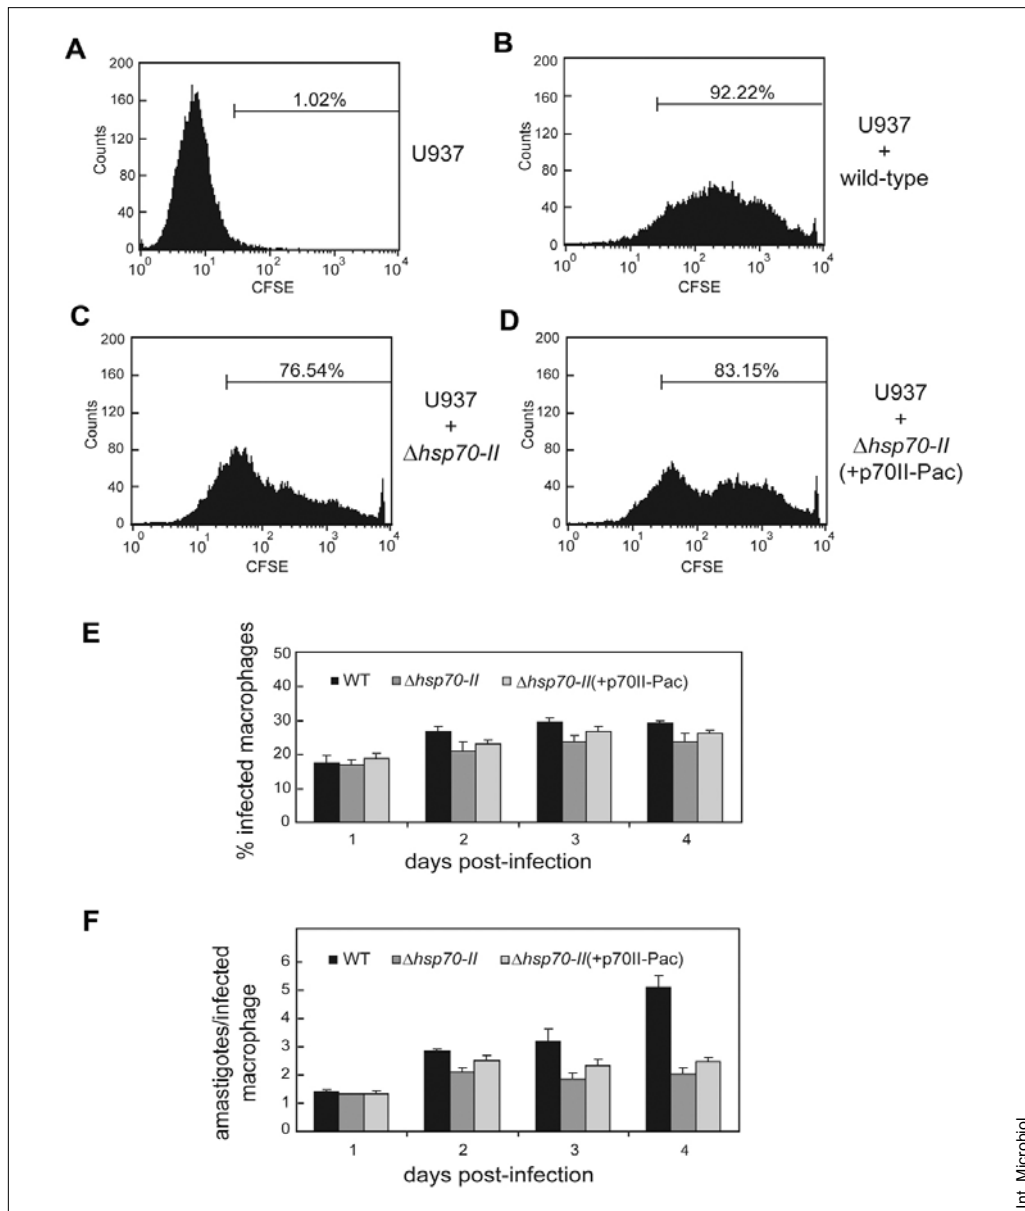 A
200
160
120
80
40
0
Counts
1.02%
10^0 10^1 10^2 10^3 10^4
CFSE
U937
B
200
160
120
80
40
0
Counts
92.22%
10^0 10^1 10^2 10^3 10^4
CFSE
U937
+
wild-type
C
200
160
120
80
40
0
Counts
76.54%
10^0 10^1 10^2 10^3 10^4
CFSE
U937
+
Δhsp70-II
D
200
160
120
80
40
0
Counts
83.15%
10^0 10^1 10^2 10^3 10^4
CFSE
U937
+
Δhsp70-II
(+p70II-Pac)
E
% infected macrophages
50
40
30
20
10
0
WT Δhsp70-II Δhsp70-II(+p70II-Pac)
1 2 3 4
days post-infection
F
amastigotes/infected
macrophage
6
5
4
3
2
1
0
WT Δhsp70-II Δhsp70-II(+p70II-Pac)
1 2 3 4
days post-infection
Int. Microbiol.